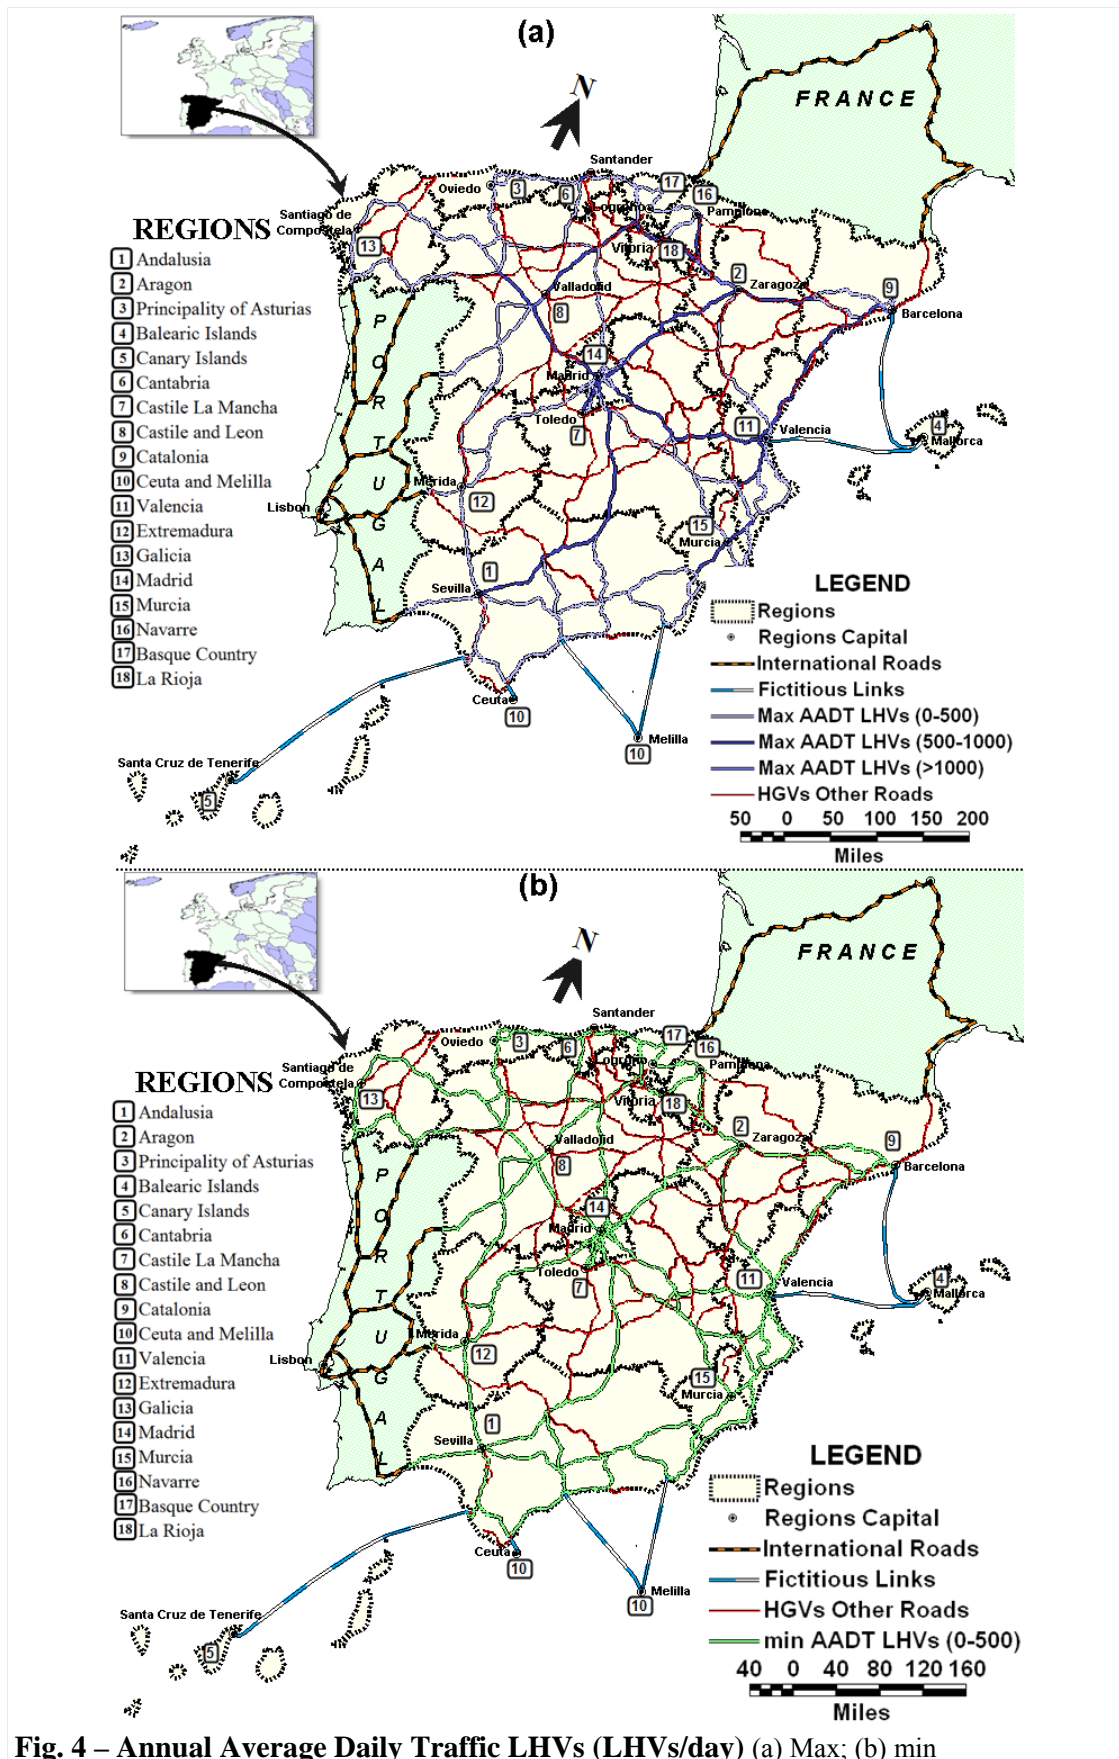 (a)
N
FRANCE
Santander
Oviedo
3
6
17
16
Logroño
Pamplona
Santiago de
Compostela
13
Vitoria
18
REGIONS
1 Andalusia
2 Aragon
3 Principality of Asturias
4 Balearic Islands
5 Canary Islands
6 Cantabria
7 Castile La Mancha
8 Castile and Leon
9 Catalonia
10 Ceuta and Melilla
11 Valencia
12 Extremadura
13 Galicia
14 Madrid
15 Murcia
16 Navarre
17 Basque Country
18 La Rioja
2
Zaragoza
9
Barcelona
Valladolid
8
PORTUGAL
14
Madrid
Toledo
7
11
Valencia
4
Mallorca
Mérida
12
Lisbon
15
Murcia
1
Sevilla
Ceuta
10
Melilla
10
Santa Cruz de Tenerife
5
LEGEND
Regions
Regions Capital
International Roads
Fictitious Links
Max AADT LHVs (0-500)
Max AADT LHVs (500-1000)
Max AADT LHVs (>1000)
HGVs Other Roads
50 0 50 100 150 200
Miles
(b)
N
FRANCE
Santander
Oviedo
3
6
17
16
Logroño
Pamplona
Santiago de
Compostela
13
Vitoria
18
REGIONS
1 Andalusia
2 Aragon
3 Principality of Asturias
4 Balearic Islands
5 Canary Islands
6 Cantabria
7 Castile La Mancha
8 Castile and Leon
9 Catalonia
10 Ceuta and Melilla
11 Valencia
12 Extremadura
13 Galicia
14 Madrid
15 Murcia
16 Navarre
17 Basque Country
18 La Rioja
2
Zaragoza
9
Barcelona
Valladolid
8
PORTUGAL
14
Madrid
Toledo
7
11
Valencia
4
Mallorca
Mérida
12
Lisbon
15
Murcia
1
Sevilla
Ceuta
10
Melilla
10
Santa Cruz de Tenerife
5
LEGEND
Regions
Regions Capital
International Roads
Fictitious Links
HGVs Other Roads
min AADT LHVs (0-500)
40 0 40 80 120 160
Miles
Fig. 4 – Annual Average Daily Traffic LHVs (LHVs/day) (a) Max; (b) min